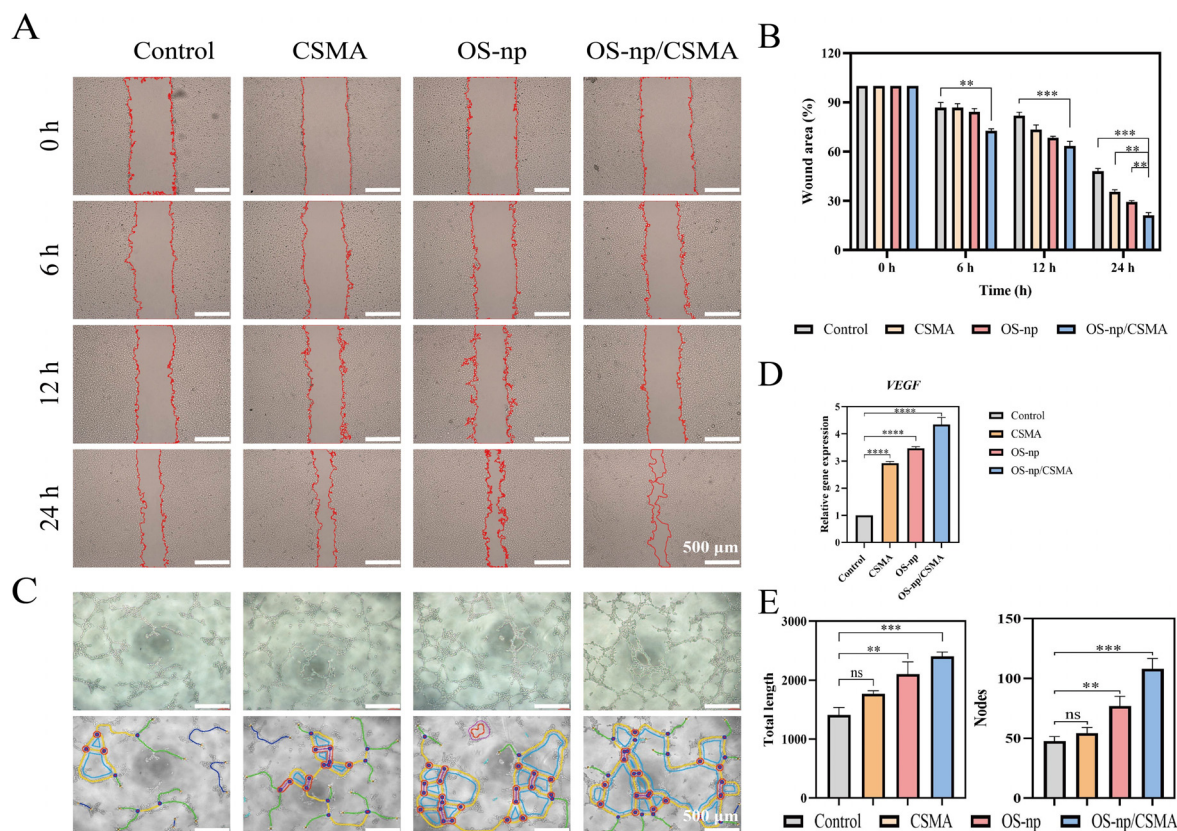 A
Control
CSMA
OS-np
OS-np/CSMA
0 h
6 h
12 h
24 h
500 µm
B
120
90
60
30
0
Wound area (%)
**
***
***
**
**
0 h
6 h
12 h
24 h
Time (h)
Control
CSMA
OS-np
OS-np/CSMA
C
500 µm
D
VEGF
5
4
3
2
1
0
Relative gene expression
****
****
****
Control
CSMA
OS-np
OS-np/CSMA
Control
CSMA
OS-np
OS-np/CSMA
E
3000
2000
1000
0
Total length
***
**
ns
150
100
50
0
Nodes
***
**
ns
Control
CSMA
OS-np
OS-np/CSMA